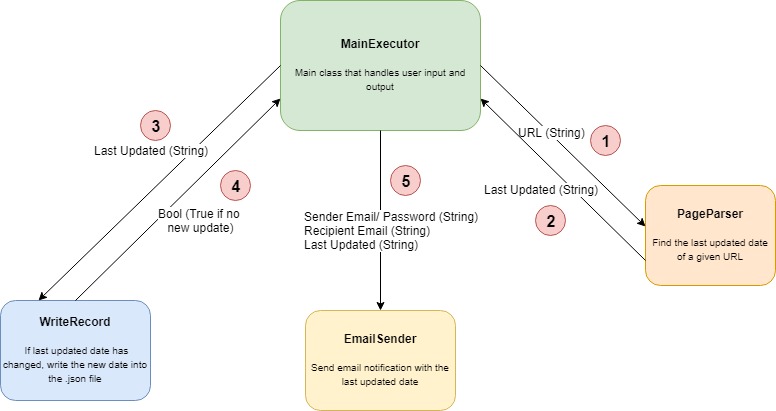 MainExecutor
Main class that handles user input and
output
3
Last Updated (String)
4
Bool (True if no
new update)
5
Sender Email/ Password (String)
Recipient Email (String)
Last Updated (String)
URL (String)
1
Last Updated (String)
2
PageParser
Find the last updated date
of a given URL
WriteRecord
If last updated date has
changed, write the new date into
the .json file
EmailSender
Send email notification with the
last updated date